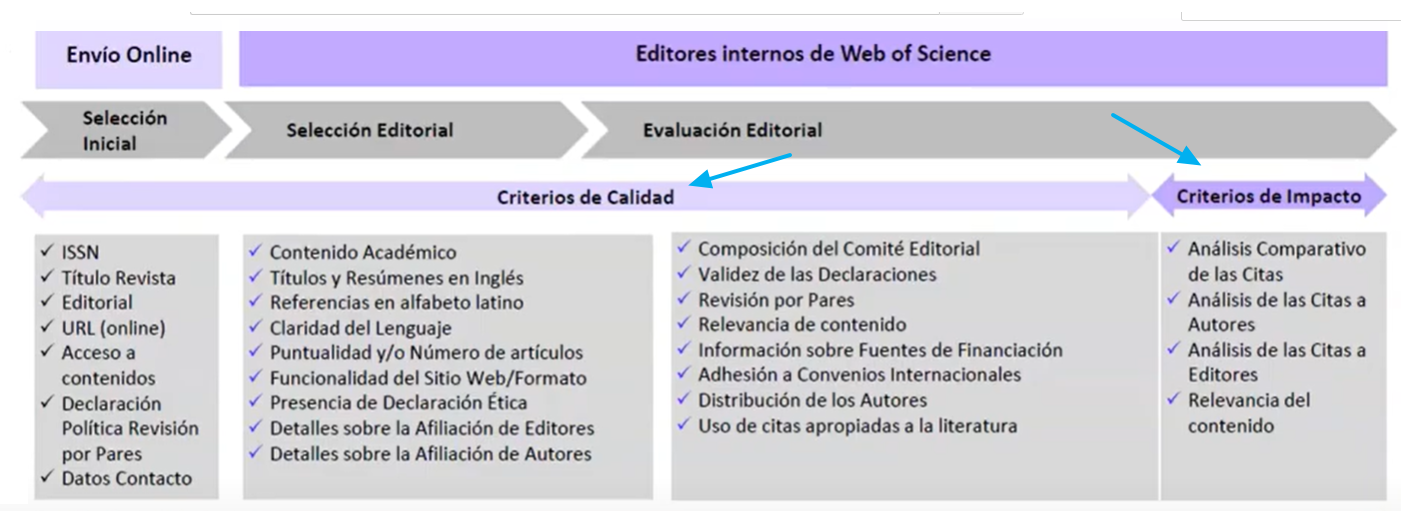 Envío Online
Editores internos de Web of Science
Selección
Inicial
Selección Editorial
Evaluación Editorial
Criterios de Calidad
Criterios de Impacto
✓ ISSN
✓ Título Revista
✓ Editorial
✓ URL (online)
✓ Acceso a
contenidos
✓ Declaración
Política Revisión
por Pares
✓ Datos Contacto
✓ Contenido Académico
✓ Títulos y Resúmenes en Inglés
✓ Referencias en alfabeto latino
✓ Claridad del Lenguaje
✓ Puntualidad y/o Número de artículos
✓ Funcionalidad del Sitio Web/Formato
✓ Presencia de Declaración Ética
✓ Detalles sobre la Afiliación de Editores
✓ Detalles sobre la Afiliación de Autores
✓ Composición del Comité Editorial
✓ Validez de las Declaraciones
✓ Revisión por Pares
✓ Relevancia de contenido
✓ Información sobre Fuentes de Financiación
✓ Adhesión a Convenios Internacionales
✓ Distribución de los Autores
✓ Uso de citas apropiadas a la literatura
✓ Análisis Comparativo
de las Citas
✓ Análisis de las Citas a
Autores
✓ Análisis de las Citas a
Editores
✓ Relevancia del
contenido